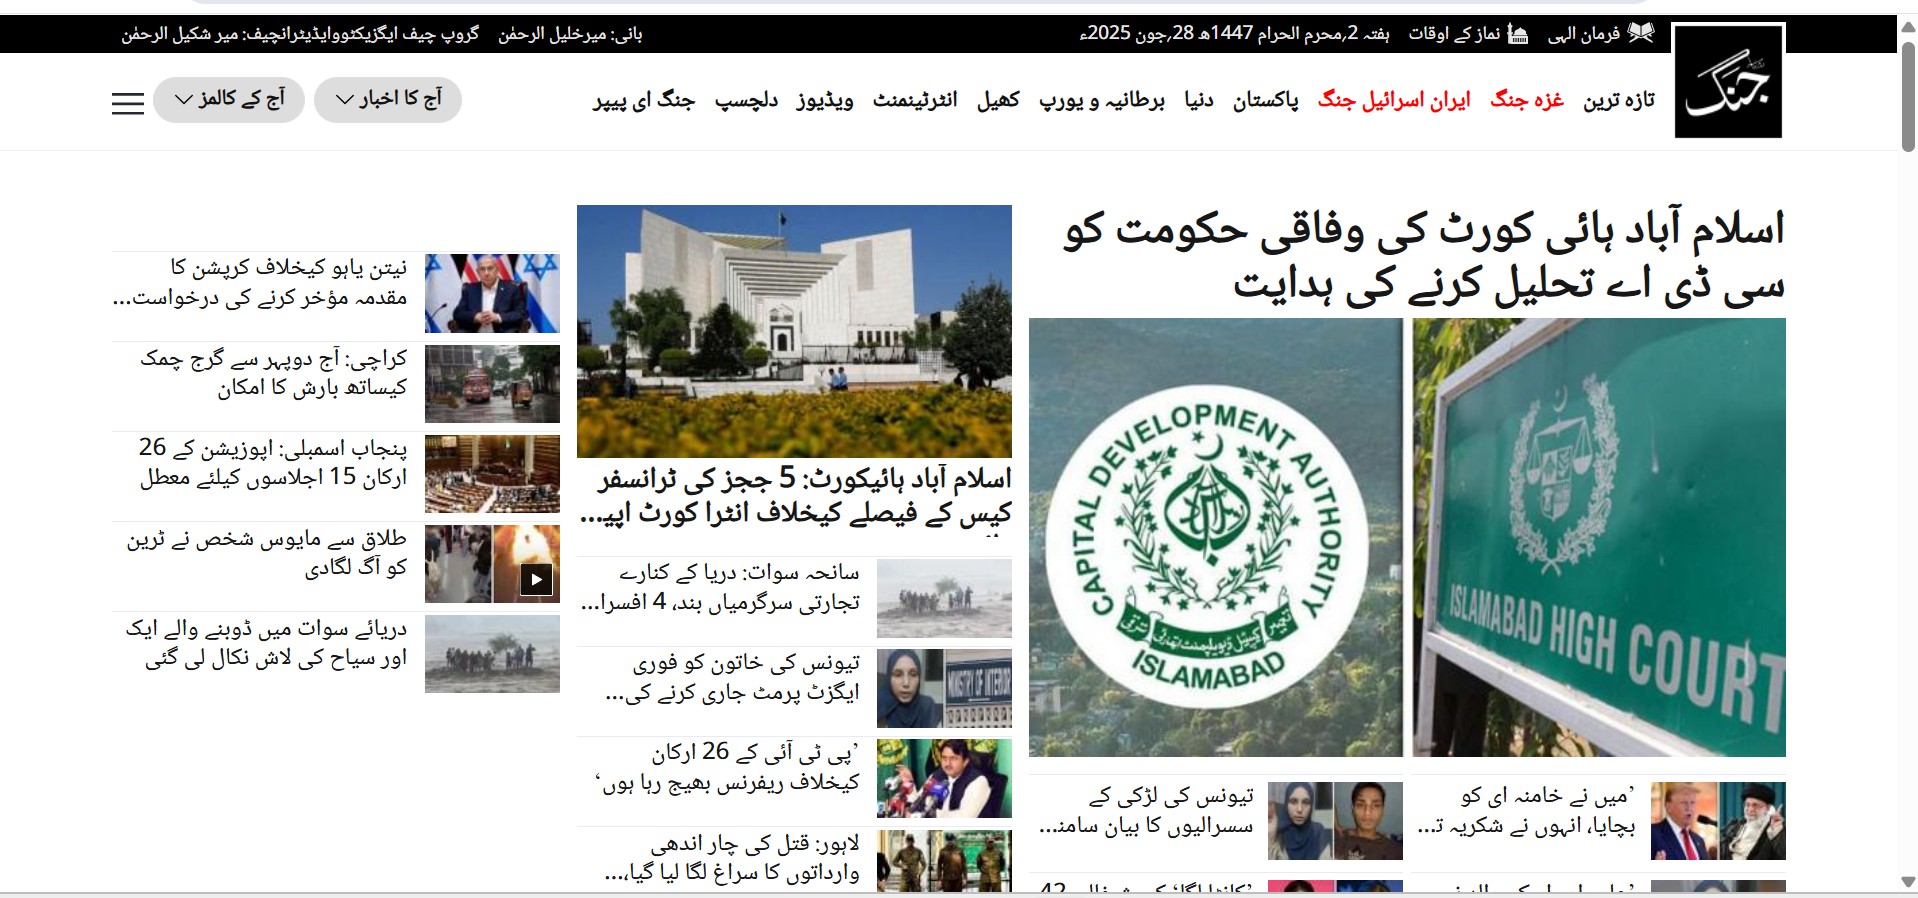 فرمان الہی
نماز کے اوقات
ہفتہ 2؍محرم الحرام 1447ھ 28؍جون 2025ء
بانی: میرخلیل الرحمٰن
گروپ چیف ایگزیکٹووایڈیٹرانچیف: میر شکیل الرحمٰن
جنگ
تازہ ترین
غزہ جنگ
ایران اسرائیل جنگ
پاکستان
دنیا
برطانیہ و یورپ
کھیل
انٹرٹینمنٹ
ویڈیوز
دلچسپ
جنگ ای پیپر
آج کا اخبار
آج کے کالمز
اسلام آباد ہائی کورٹ کی وفاقی حکومت کو
سی ڈی اے تحلیل کرنے کی ہدایت
CAPITAL DEVELOPMENT AUTHORITY
ISLAMABAD
ISLAMABAD HIGH COURT
’میں نے خامنہ ای کو
بچایا، انہوں نے شکریہ تـ...
تیونس کی لڑکی کے
سسرالیوں کا بیان سامنـ...
اسلام آباد ہائیکورٹ: 5 ججز کی ٹرانسفر
کیس کے فیصلے کیخلاف انٹرا کورٹ اپیـ...
سانحہ سوات: دریا کے کنارے
تجارتی سرگرمیاں بند، 4 افسرا...
تیونس کی خاتون کو فوری
ایگزٹ پرمٹ جاری کرنے کی...
MINISTRY OF INTERIOR
’پی ٹی آئی کے 26 ارکان
کیخلاف ریفرنس بھیج رہا ہوں‘
لاہور: قتل کی چار اندھی
وارداتوں کا سراغ لگا لیا گیا،...
نیتن یاہو کیخلاف کرپشن کا
مقدمہ مؤخر کرنے کی درخواست...
کراچی: آج دوپہر سے گرج چمک
کیساتھ بارش کا امکان
پنجاب اسمبلی: اپوزیشن کے 26
ارکان 15 اجلاسوں کیلئے معطل
طلاق سے مایوس شخص نے ٹرین
کو آگ لگادی
دریائے سوات میں ڈوبنے والے ایک
اور سیاح کی لاش نکال لی گئی